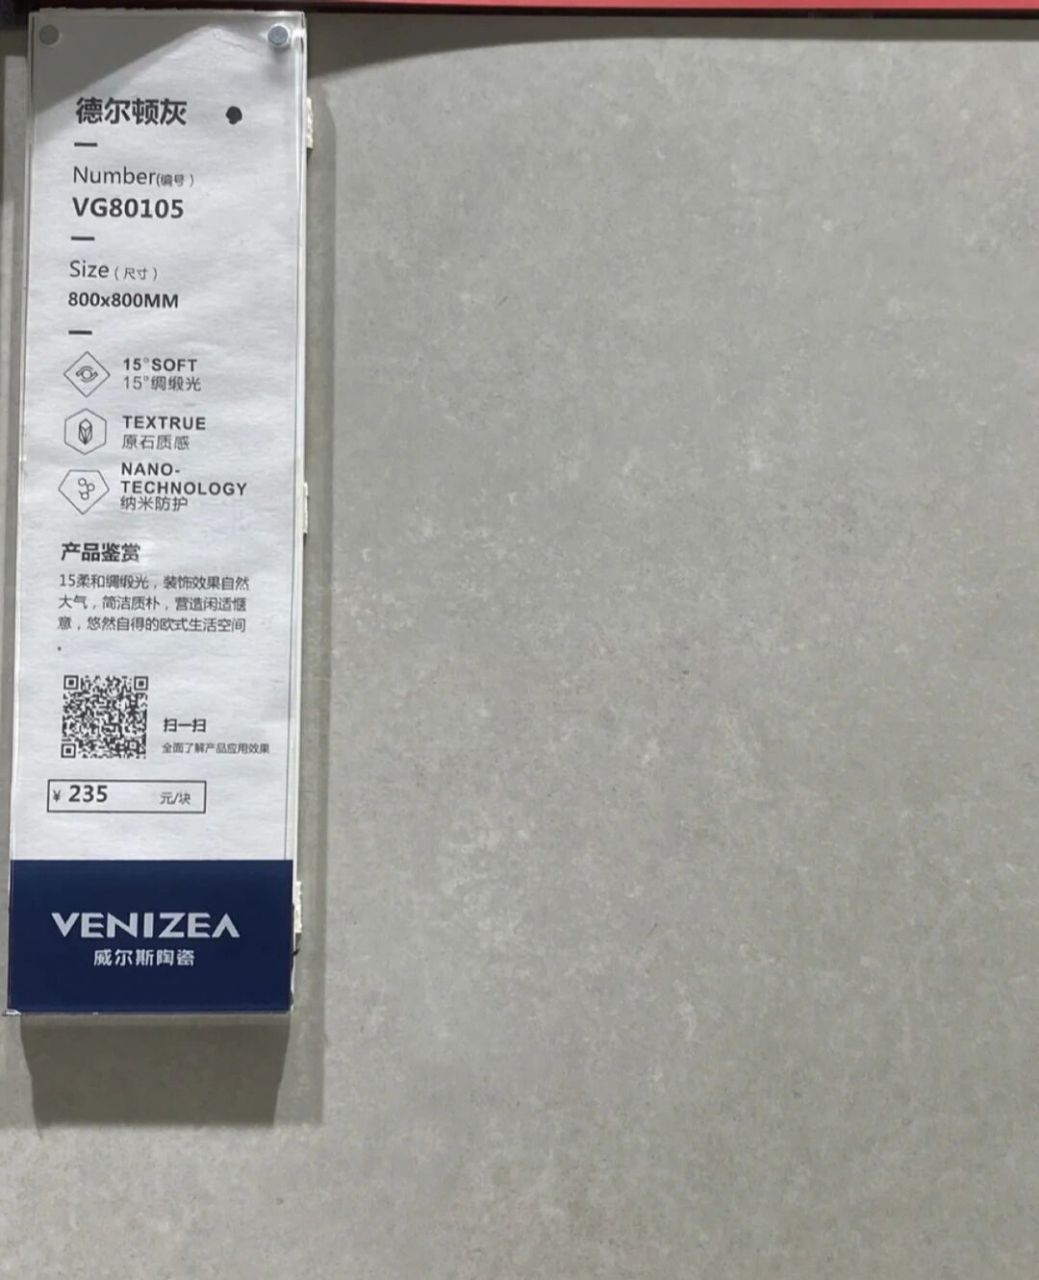 德尔顿灰
Number(编号)
VG80105
Size(尺寸)
800x800MM
15°SOFT
15°绸缎光
TEXTRUE
原石质感
NANO-
TECHNOLOGY
纳米防护
产品鉴赏
15柔和绸缎光，装饰效果自然
大气，简洁质朴，营造闲适惬
意，悠然自得的欧式生活空间
。
扫一扫
全面了解产品应用效果
¥ 235 元/块
VENIZEA
威尔斯陶瓷